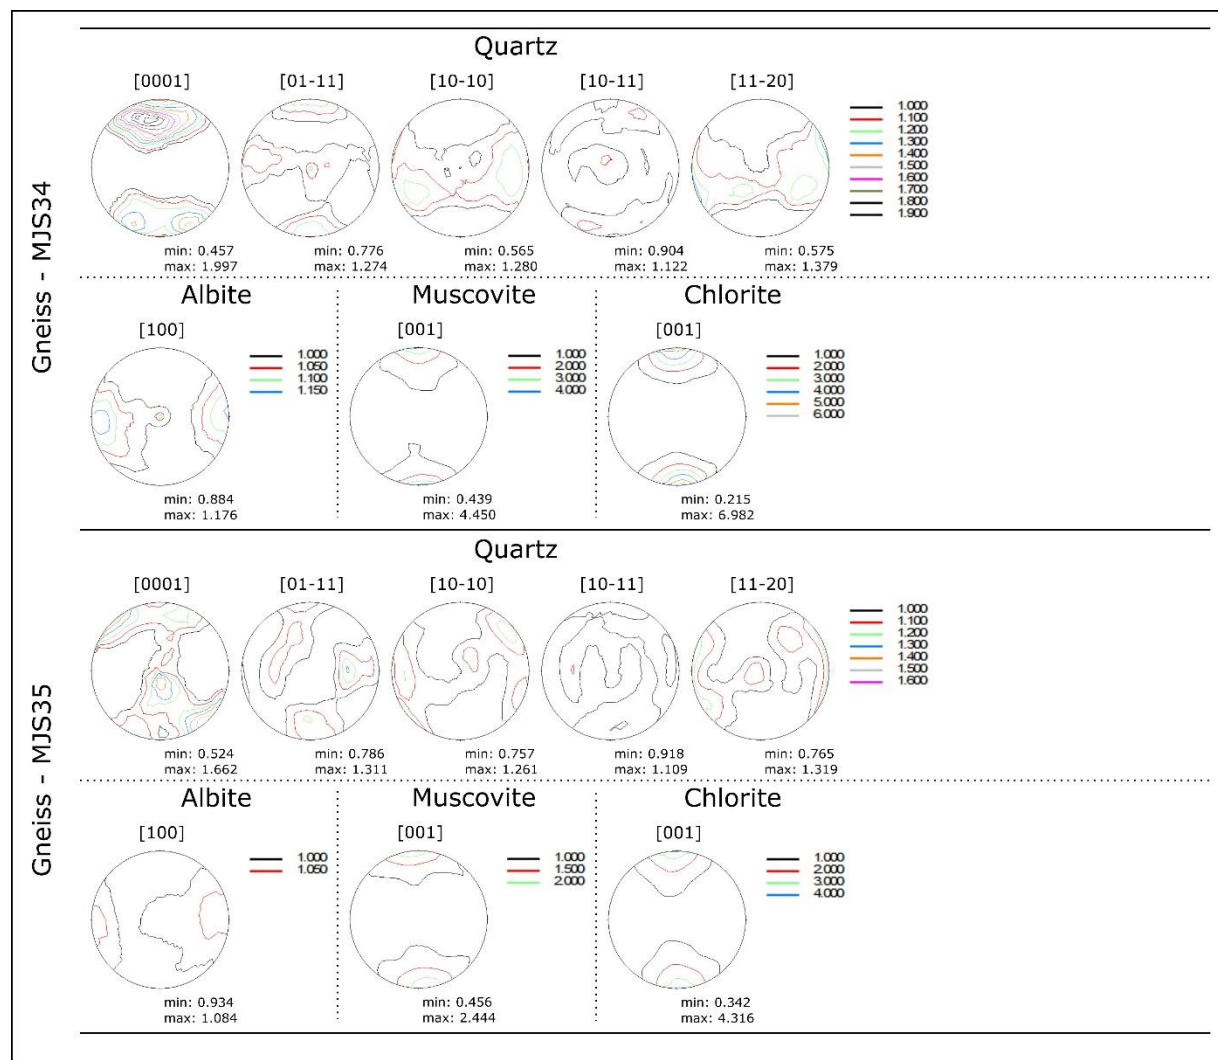 Gneiss - MJS34
Quartz
[0001] [01-11] [10-10] [10-11] [11-20]
1.000
1.100
1.200
1.300
1.400
1.500
1.600
1.700
1.800
1.900
min: 0.457 min: 0.776 min: 0.565 min: 0.904 min: 0.575
max: 1.997 max: 1.274 max: 1.280 max: 1.122 max: 1.379
Albite Muscovite Chlorite
[100] [001] [001]
1.000
1.050
1.100
1.150
1.000
2.000
3.000
4.000
1.000
2.000
3.000
4.000
5.000
6.000
min: 0.884 min: 0.439 min: 0.215
max: 1.176 max: 4.450 max: 6.982
Gneiss - MJS35
Quartz
[0001] [01-11] [10-10] [10-11] [11-20]
1.000
1.100
1.200
1.300
1.400
1.500
1.600
min: 0.524 min: 0.786 min: 0.757 min: 0.918 min: 0.765
max: 1.662 max: 1.311 max: 1.261 max: 1.109 max: 1.319
Albite Muscovite Chlorite
[100] [001] [001]
1.000
1.050
1.000
1.500
2.000
1.000
2.000
3.000
4.000
min: 0.934 min: 0.456 min: 0.342
max: 1.084 max: 2.444 max: 4.316